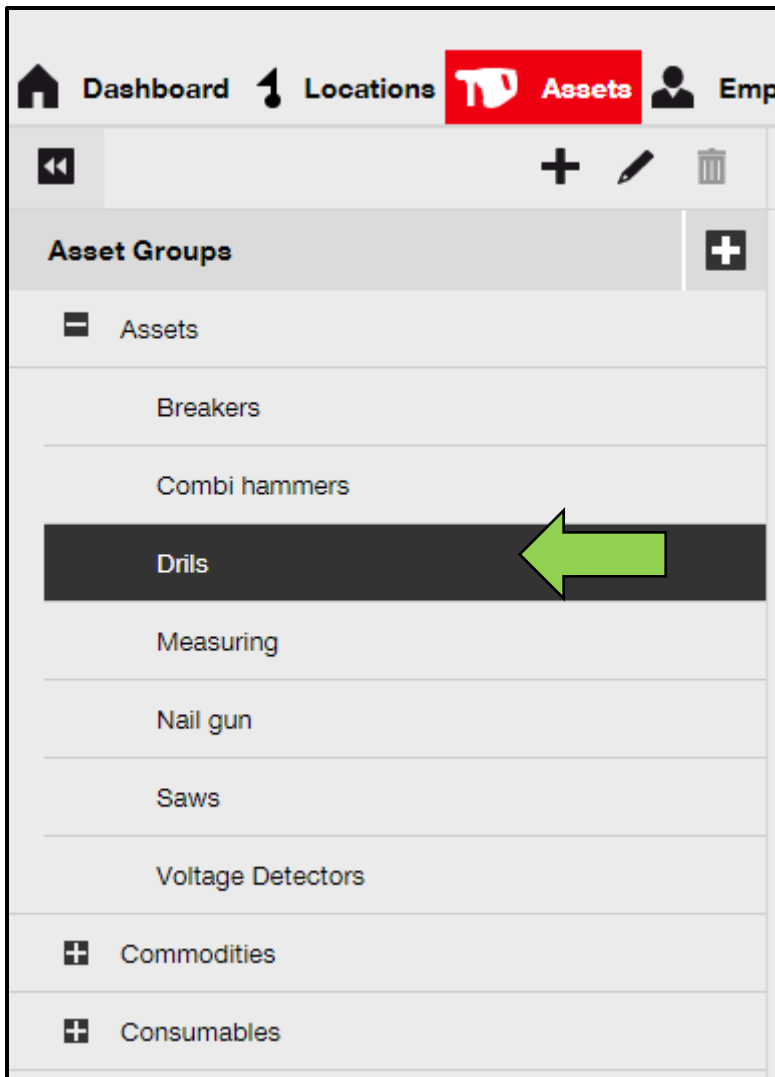 Dashboard Locations Assets Emp
Asset Groups
Assets
Breakers
Combi hammers
Drils
Measuring
Nail gun
Saws
Voltage Detectors
Commodities
Consumables